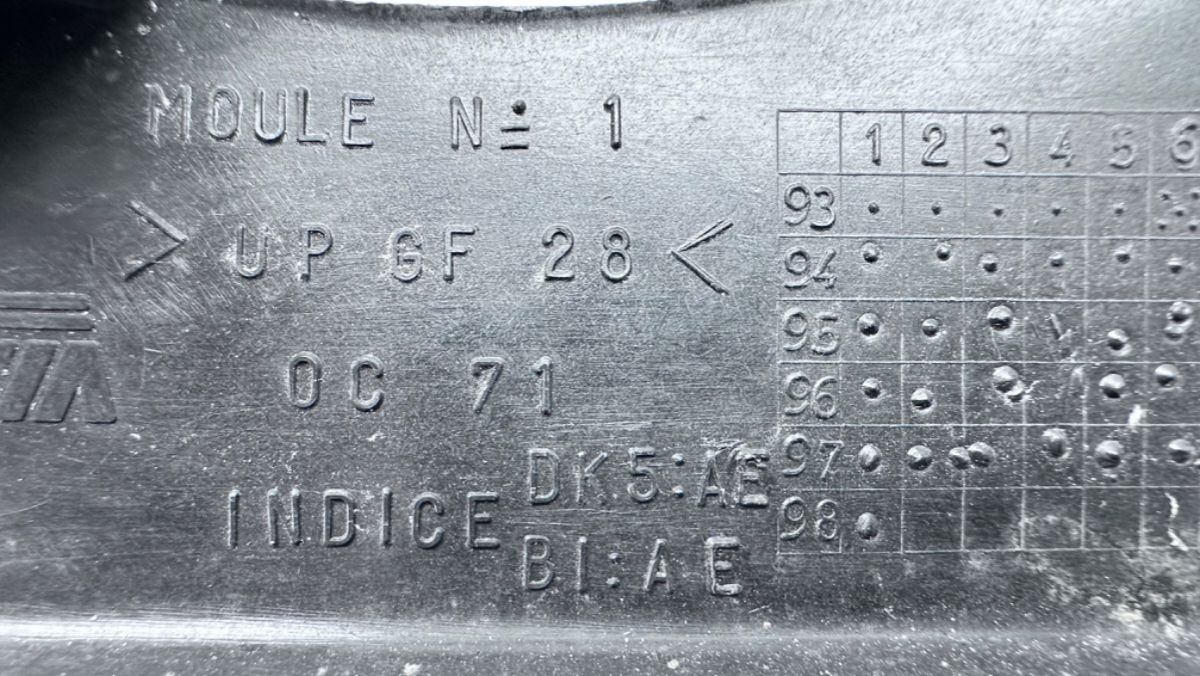 MOULE Nº 1
> UP GF 28 <
OC 71
INDICE
DK5:AE
BI:AE
1 2 3 4 5 6
93
94
95
96
97
98